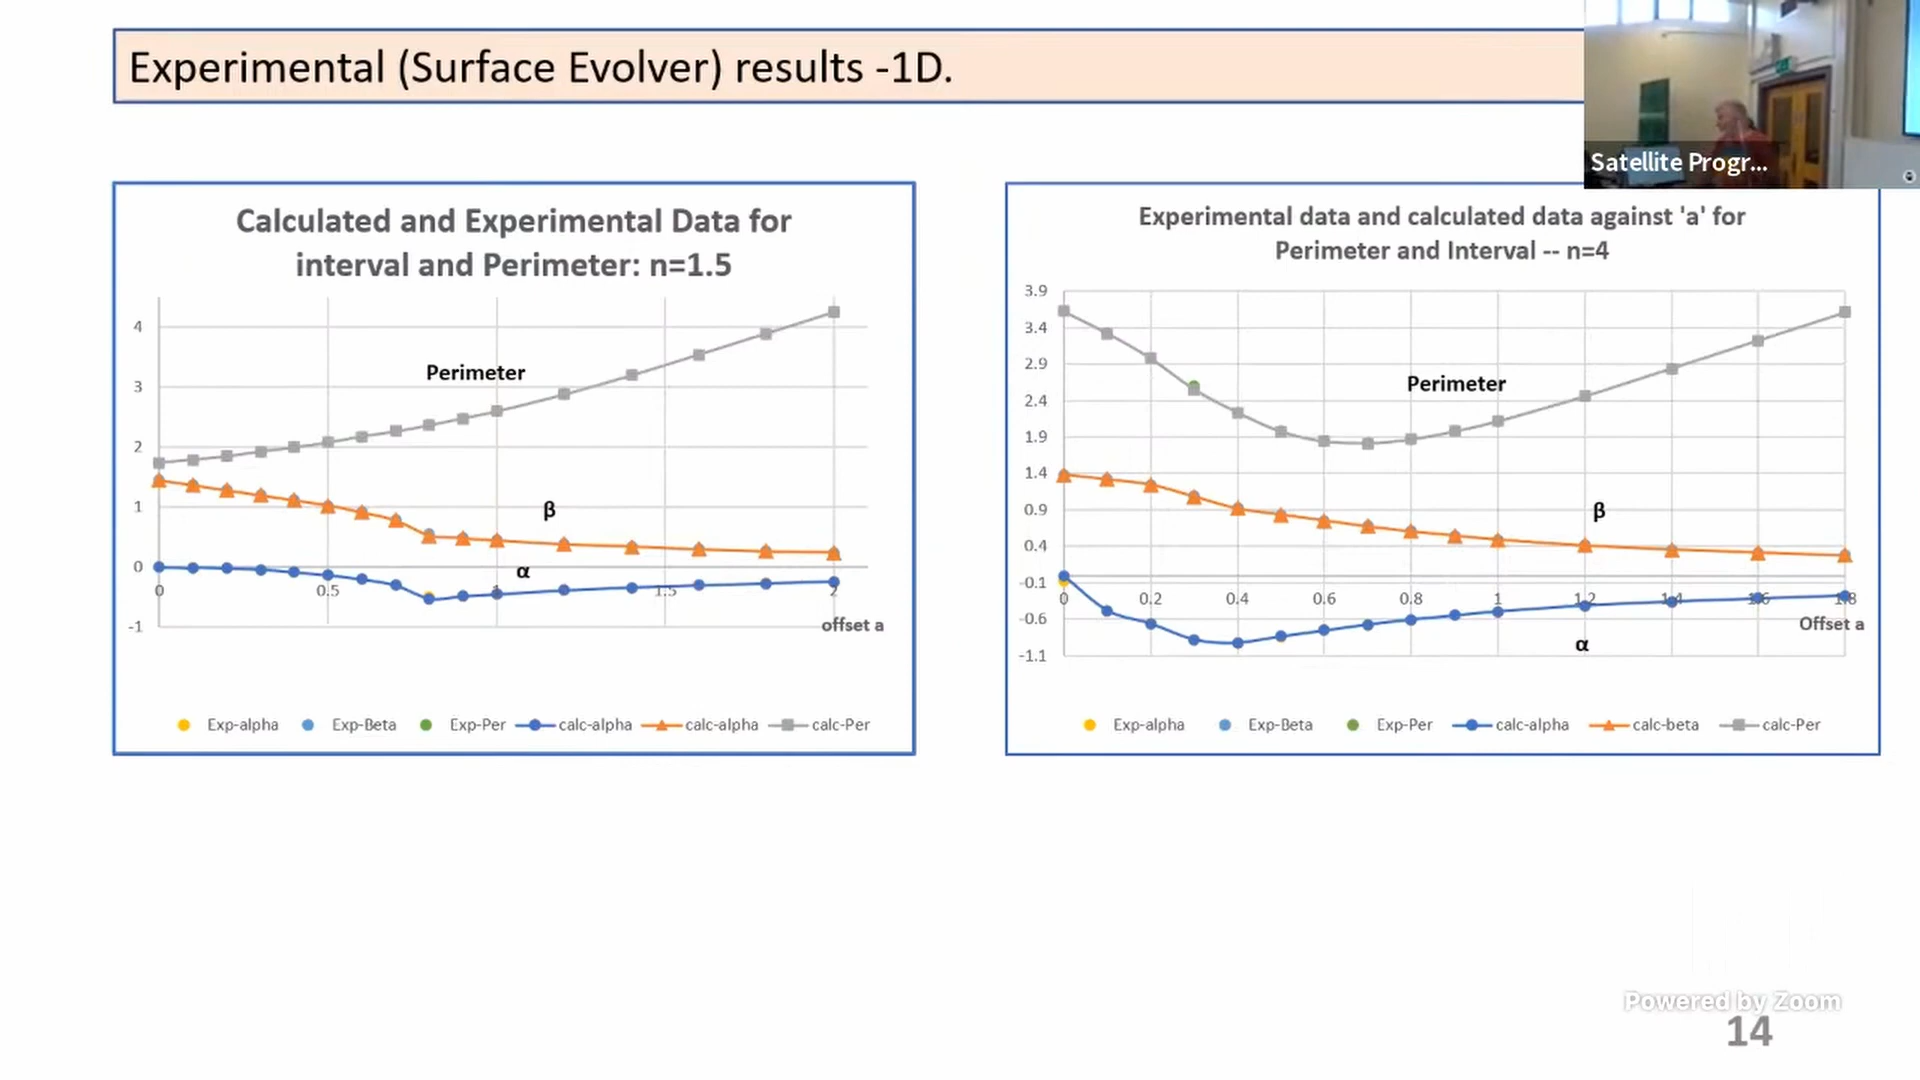 Experimental (Surface Evolver) results -1D.
Satellite Progr...
Calculated and Experimental Data for
interval and Perimeter: n=1.5
4
3
2
1
0
-1
0
0.5
1
1.5
2
Perimeter
β
α
offset a
Exp-alpha
Exp-Beta
Exp-Per
calc-alpha
calc-alpha
calc-Per
Experimental data and calculated data against 'a' for
Perimeter and Interval -- n=4
3.9
3.4
2.9
2.4
1.9
1.4
0.9
0.4
-0.1
-0.6
-1.1
0
0.2
0.4
0.6
0.8
1
1.2
1.4
1.6
1.8
Perimeter
β
Offset a
α
Exp-alpha
Exp-Beta
Exp-Per
calc-alpha
calc-beta
calc-Per
Powered by Zoom
14